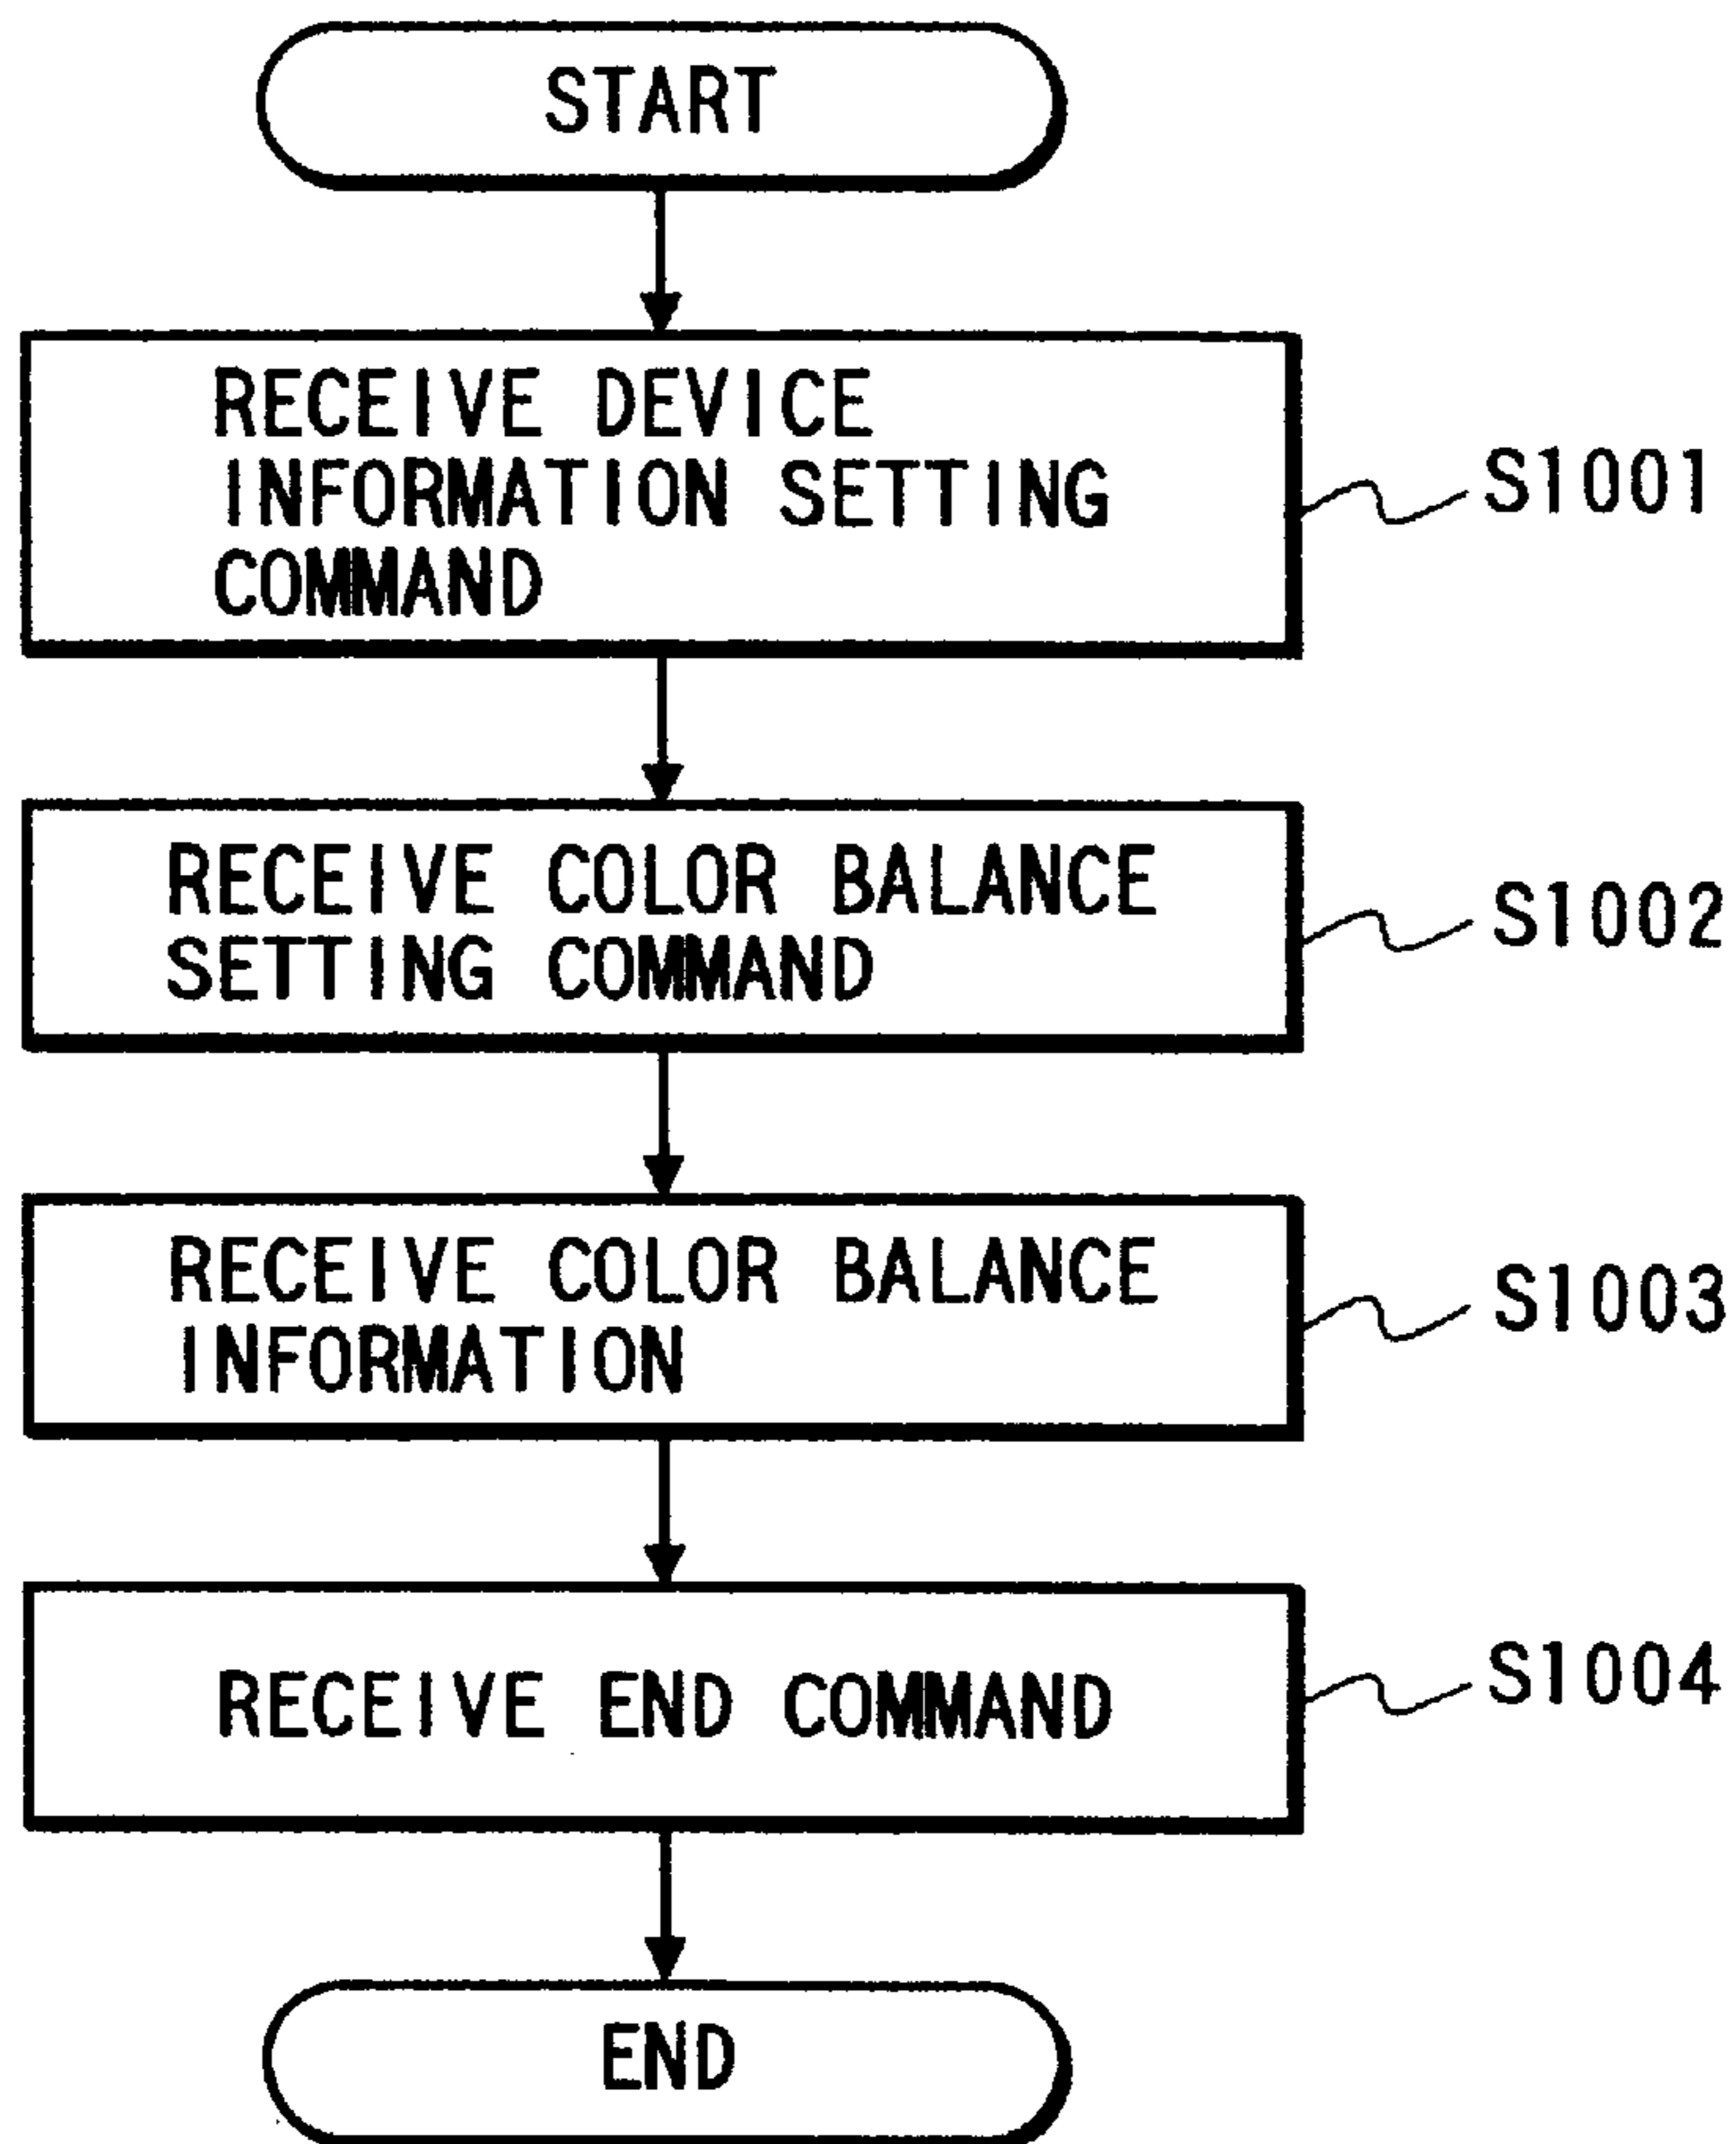 START
RECEIVE DEVICE
INFORMATION SETTING
COMMAND
S1001
RECEIVE COLOR BALANCE
SETTING COMMAND
S1002
RECEIVE COLOR BALANCE
INFORMATION
S1003
RECEIVE END COMMAND
S1004
END